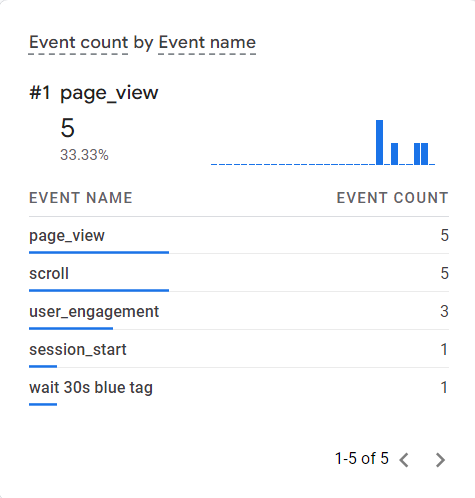 Event count by Event name
#1 page_view
5
33.33%
EVENT NAME EVENT COUNT
page_view 5
scroll 5
user_engagement 3
session_start 1
wait 30s blue tag 1
1-5 of 5